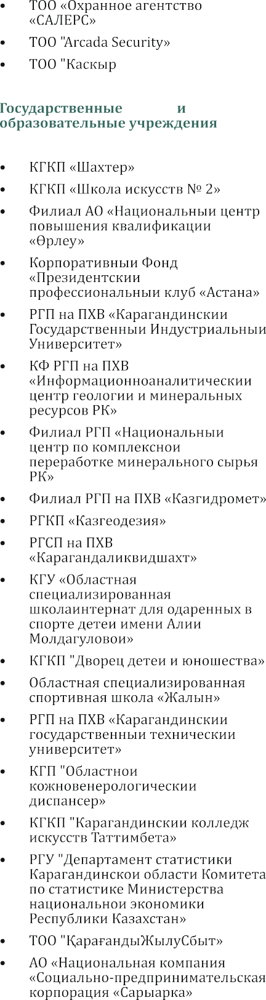 • ТОО «Охранное агентство
«САЛЕРС»
• ТОО "Arcada Security»
• ТОО "Каскыр
Государственные и
образовательные учреждения
• КГКП «Шахтер»
• КГКП «Школа искусств № 2»
• Филиал АО «Национальныи центр
повышения квалификации
«Өрлеу»
• Корпоративныи Фонд
«Президентскии
профессиональныи клуб «Астана»
• РГП на ПХВ «Карагандинскии
Государственныи Индустриальныи
Университет»
• КФ РГП на ПХВ
«Информационноаналитическии
центр геологии и минеральных
ресурсов РК»
• Филиал РГП «Национальныи
центр по комплекснои
переработке минерального сырья
РК»
• Филиал РГП на ПХВ «Казгидромет»
• РГКП «Казгеодезия»
• РГСП на ПХВ
«Карагандаликвидшахт»
• КГУ «Областная
специализированная
школаинтернат для одаренных в
спорте детеи имени Алии
Молдагуловои»
• КГКП "Дворец детеи и юношества»
• Областная специализированная
спортивная школа «Жалын»
• РГП на ПХВ «Карагандинскии
государственныи техническии
университет»
• КГП "Областнои
кожновенерологическии
диспансер»
• КГКП "Карагандинскии колледж
искусств Таттимбета»
• РГУ "Департамент статистики
Карагандинскои области Комитета
по статистике Министерства
национальнои экономики
Республики Казахстан»
• ТОО "ҚарағандыЖылуСбыт»
• АО «Национальная компания
«Социально-предпринимательская
корпорация «Сарыарка»